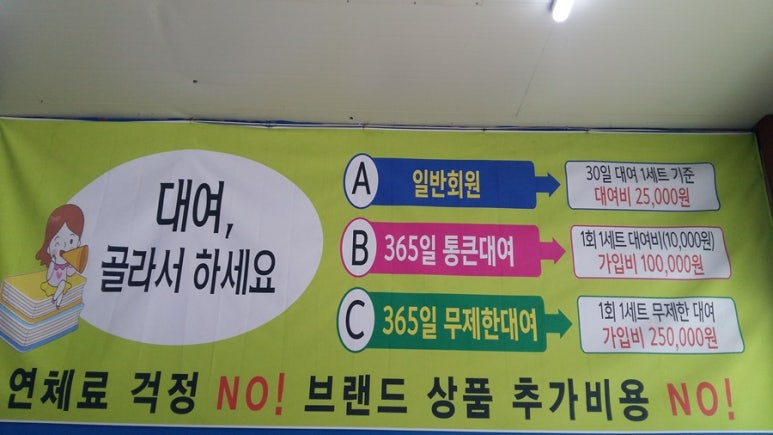 대여,
골라서 하세요
A 일반회원
30일 대여 1세트 기준
대여비 25,000원
B 365일 통큰대여
1회 1세트 대여비(10,000원)
가입비 100,000원
C 365일 무제한대여
1회 1세트 무제한 대여
가입비 250,000원
연체료 걱정 NO! 브랜드 상품 추가비용 NO!